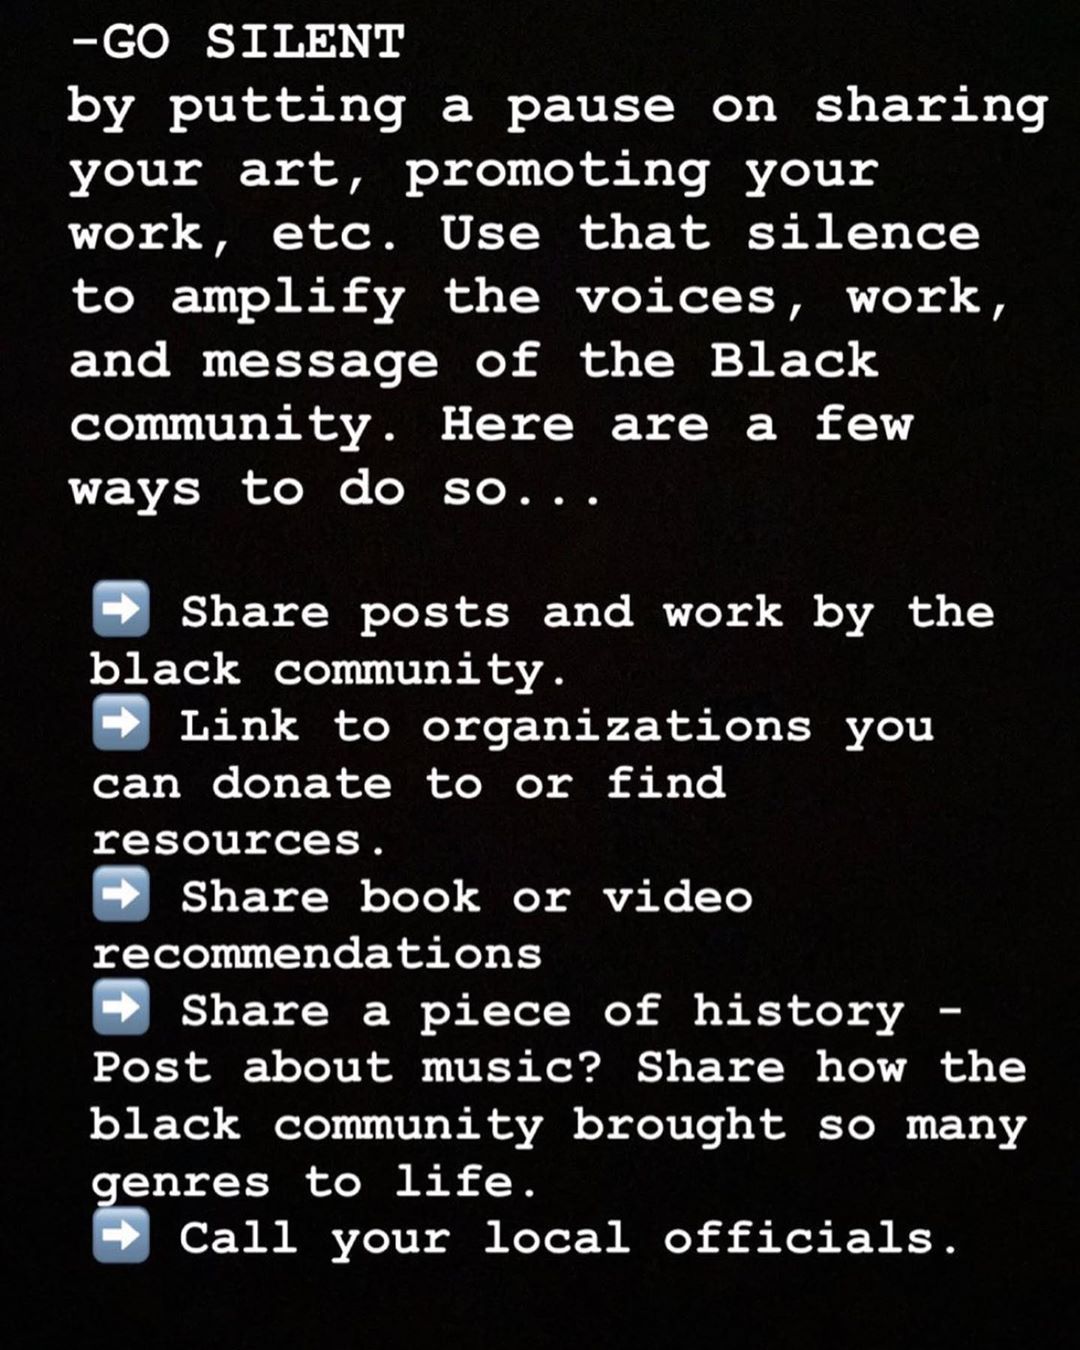 -GO SILENT
by putting a pause on sharing
your art, promoting your
work, etc. Use that silence
to amplify the voices, work,
and message of the Black
community. Here are a few
ways to do so...
➡️ Share posts and work by the
black community.
➡️ Link to organizations you
can donate to or find
resources.
➡️ Share book or video
recommendations
➡️ Share a piece of history -
Post about music? Share how the
black community brought so many
genres to life.
➡️ Call your local officials.